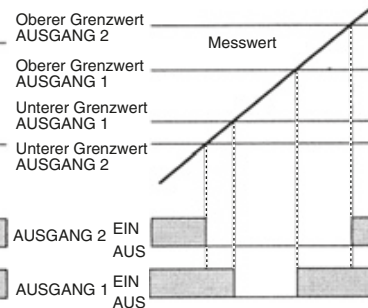 Oberer Grenzwert
AUSGANG 2
Messwert
Oberer Grenzwert
AUSGANG 1
Unterer Grenzwert
AUSGANG 1
Unterer Grenzwert
AUSGANG 2
AUSGANG 2 EIN
AUS
AUSGANG 1 EIN
AUS